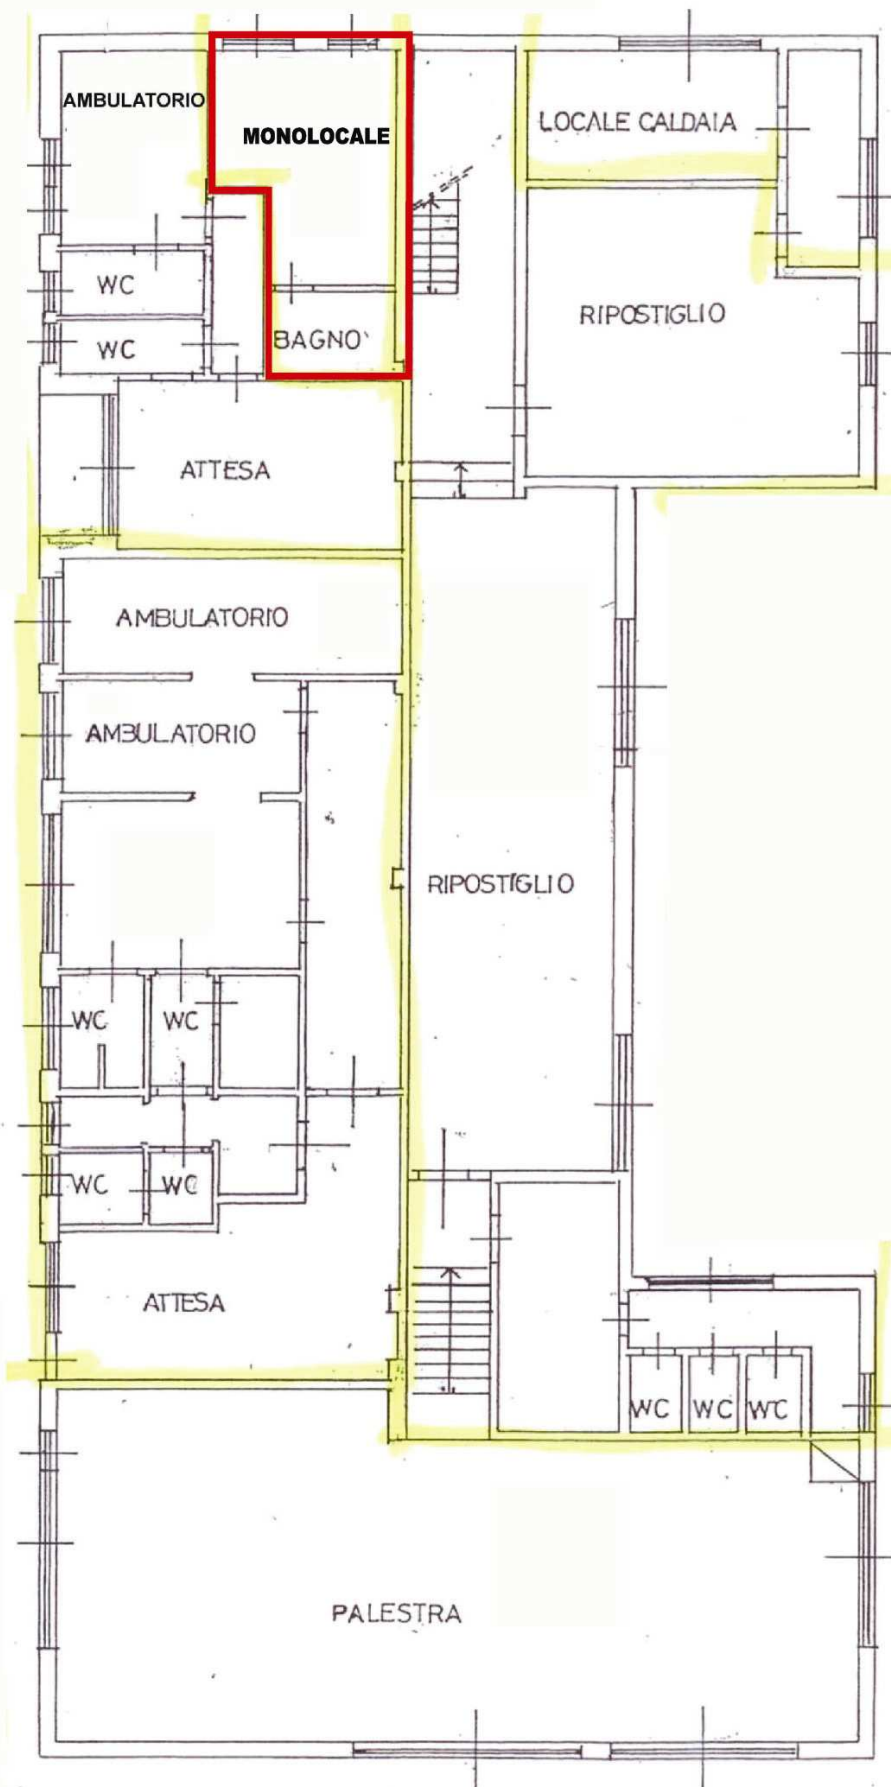 AMBULATORIO
MONOLOCALE
LOCALE CALDAIA
WC
RIPOSTIGLIO
WC
BAGNO
ATTESA
AMBULATORIO
AMBULATORIO
RIPOSTIGLIO
WC
WC
WC
WC
ATTESA
WC
WC
WC
PALESTRA